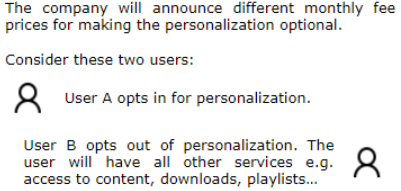 The company will announce different monthly fee
prices for making the personalization optional.
Consider these two users:
User A opts in for personalization.
User B opts out of personalization. The
user will have all other services e.g.
access to content, downloads, playlists...